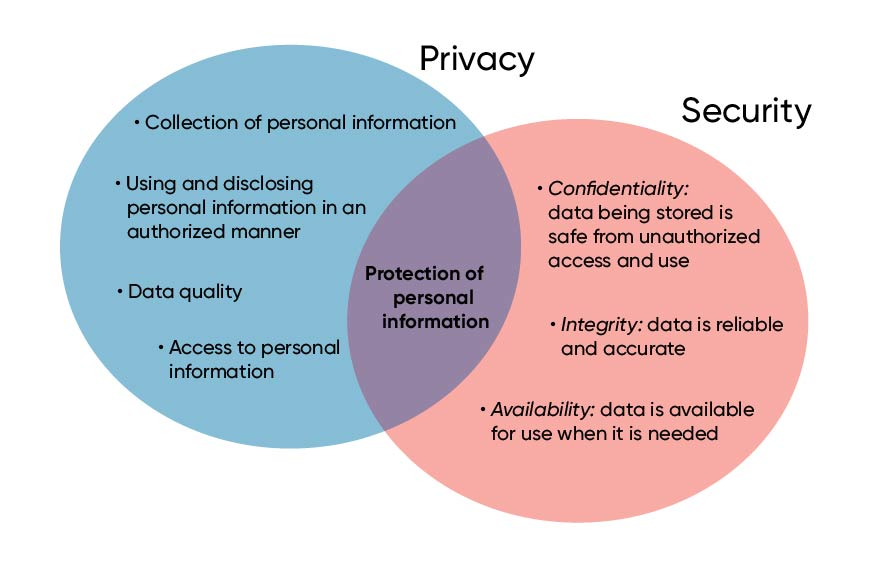 Privacy
• Collection of personal information
• Using and disclosing
personal information in an
authorized manner
• Data quality
• Access to personal
information
Protection of
personal
information
Security
• Confidentiality:
data being stored is
safe from unauthorized
access and use
• Integrity: data is reliable
and accurate
• Availability: data is available
for use when it is needed